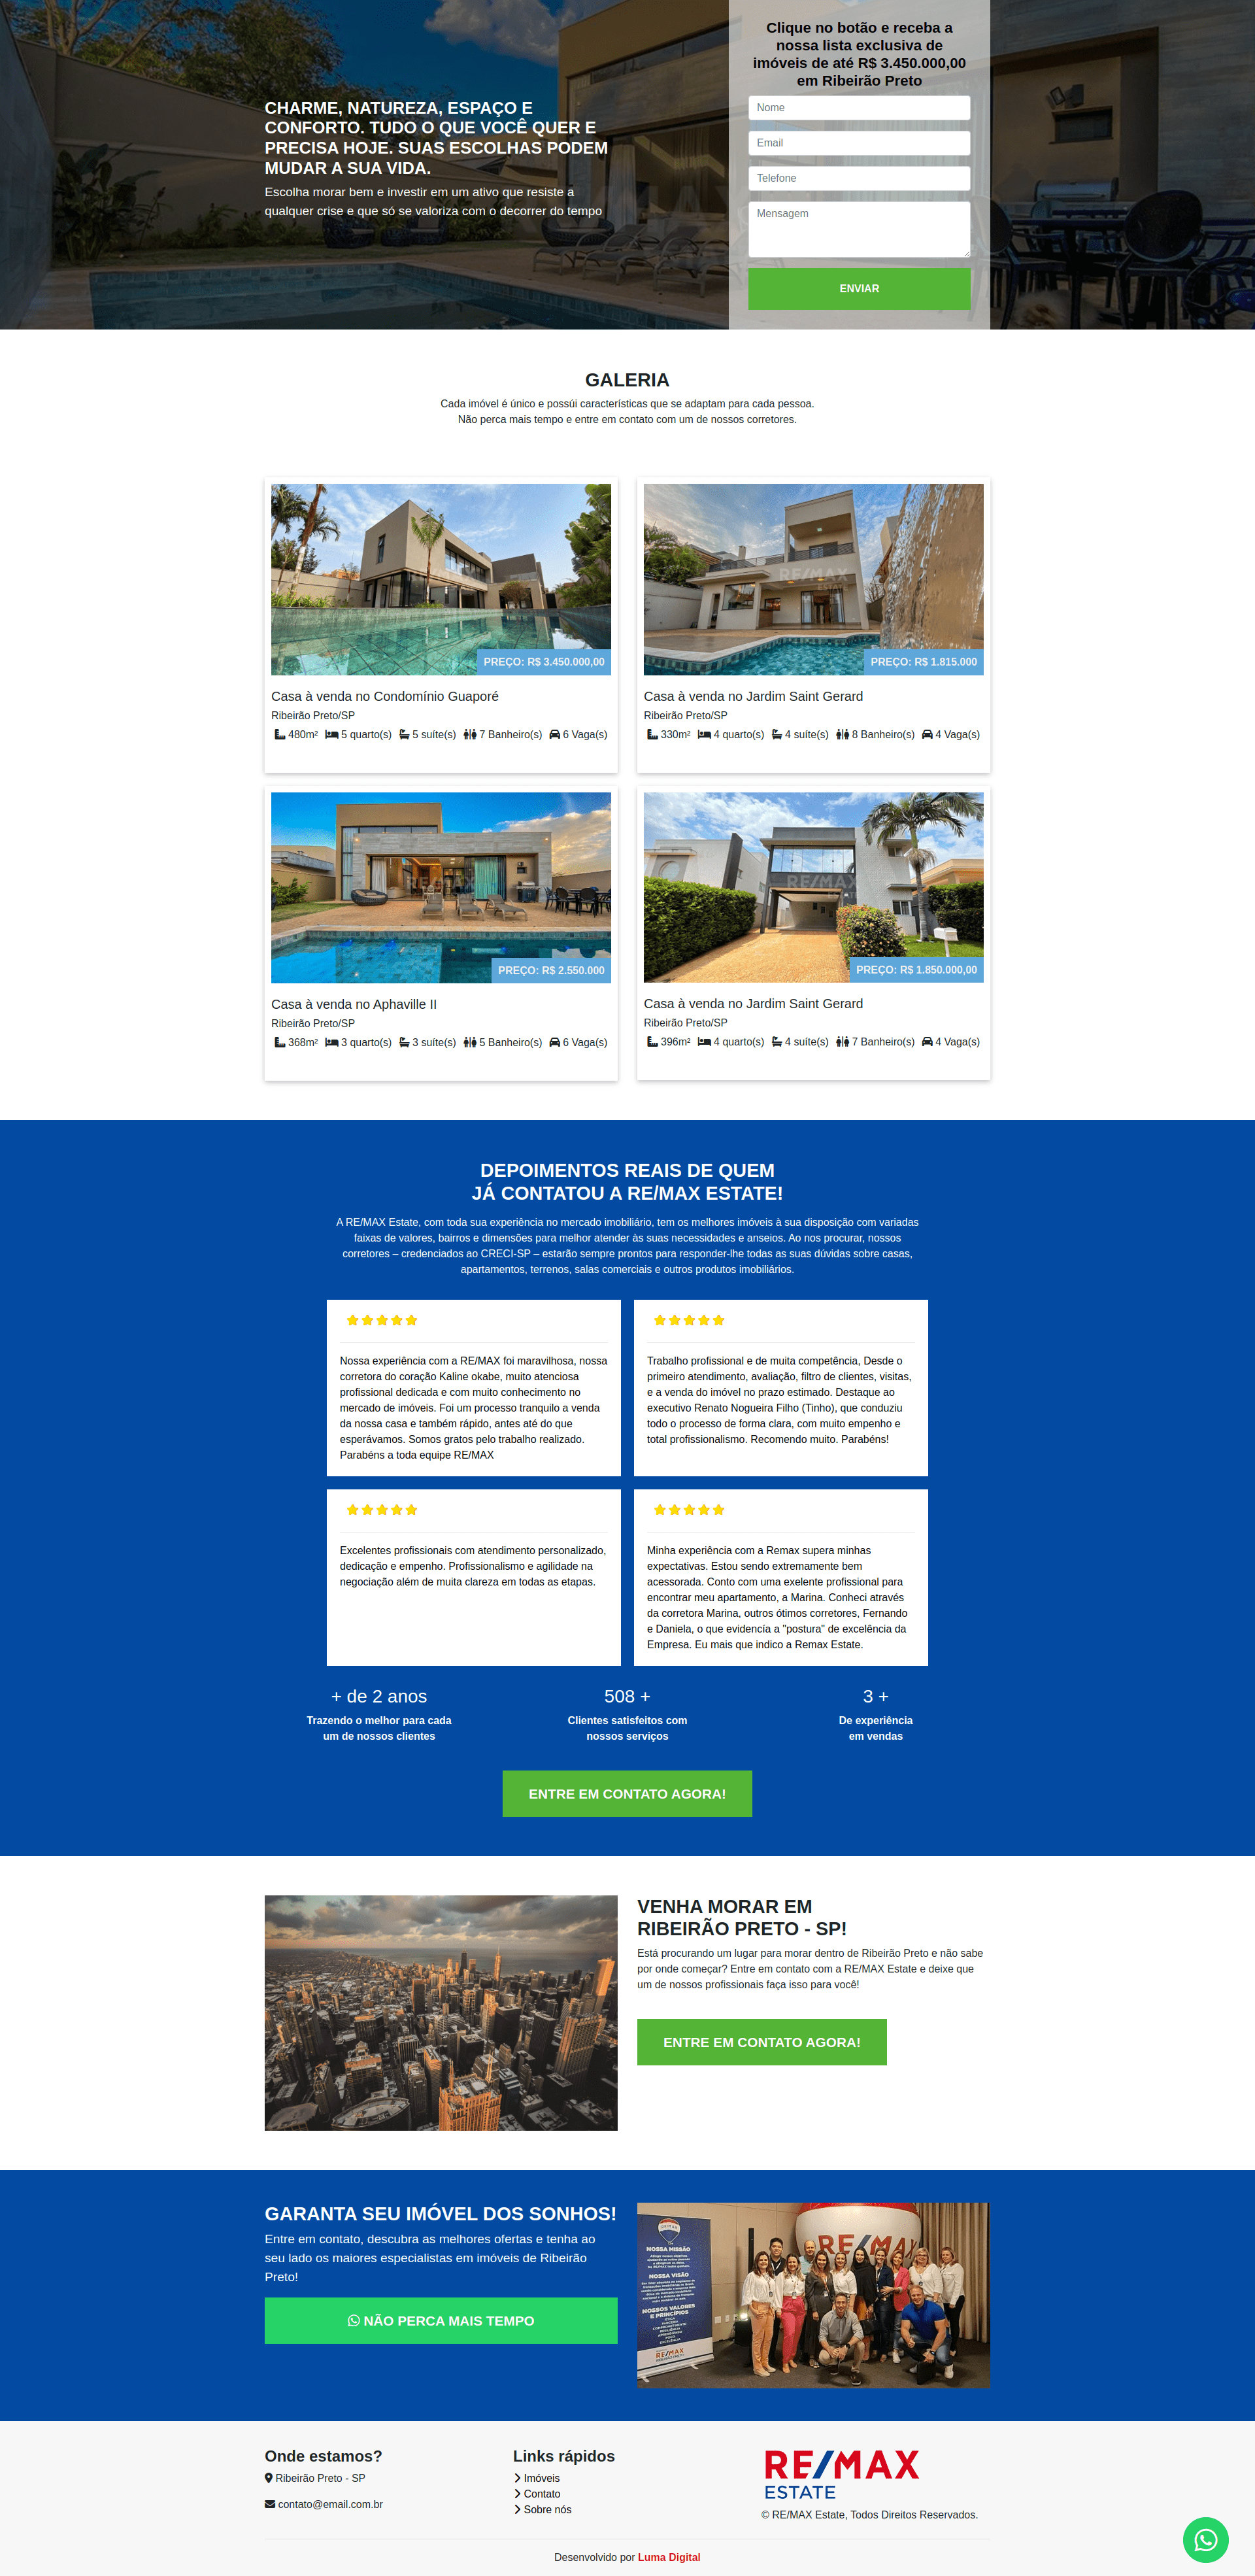 CHARME, NATUREZA, ESPAÇO E
CONFORTO. TUDO O QUE VOCÊ QUER E
PRECISA HOJE. SUAS ESCOLHAS PODEM
MUDAR A SUA VIDA.
Escolha morar bem e investir em um ativo que resiste a
qualquer crise e que só se valoriza com o decorrer do tempo
Clique no botão e receba a
nossa lista exclusiva de
imóveis de até R$ 3.450.000,00
em Ribeirão Preto
Nome
Email
Telefone
Mensagem
ENVIAR
GALERIA
Cada imóvel é único e possúi características que se adaptam para cada pessoa.
Não perca mais tempo e entre em contato com um de nossos corretores.
PREÇO: R$ 3.450.000,00
Casa à venda no Condomínio Guaporé
Ribeirão Preto/SP
480m² 5 quarto(s) 5 suíte(s) 7 Banheiro(s) 6 Vaga(s)
RE/MAX
PREÇO: R$ 1.815.000
Casa à venda no Jardim Saint Gerard
Ribeirão Preto/SP
330m² 4 quarto(s) 4 suíte(s) 8 Banheiro(s) 4 Vaga(s)
RE/MAX
PREÇO: R$ 2.550.000
Casa à venda no Aphaville II
Ribeirão Preto/SP
368m² 3 quarto(s) 3 suíte(s) 5 Banheiro(s) 6 Vaga(s)
RE/MAX
PREÇO: R$ 1.850.000,00
Casa à venda no Jardim Saint Gerard
Ribeirão Preto/SP
396m² 4 quarto(s) 4 suíte(s) 7 Banheiro(s) 4 Vaga(s)
DEPOIMENTOS REAIS DE QUEM
JÁ CONTATOU A RE/MAX ESTATE!
A RE/MAX Estate, com toda sua experiência no mercado imobiliário, tem os melhores imóveis à sua disposição com variadas
faixas de valores, bairros e dimensões para melhor atender às suas necessidades e anseios. Ao nos procurar, nossos
corretores – credenciados ao CRECI-SP – estarão sempre prontos para responder-lhe todas as suas dúvidas sobre casas,
apartamentos, terrenos, salas comerciais e outros produtos imobiliários.
Nossa experiência com a RE/MAX foi maravilhosa, nossa
corretora do coração Kaline okabe, muito atenciosa
profissional dedicada e com muito conhecimento no
mercado de imóveis. Foi um processo tranquilo a venda
da nossa casa e também rápido, antes até do que
esperávamos. Somos gratos pelo trabalho realizado.
Parabéns a toda equipe RE/MAX
Trabalho profissional e de muita competência, Desde o
primeiro atendimento, avaliação, filtro de clientes, visitas,
e a venda do imóvel no prazo estimado. Destaque ao
executivo Renato Nogueira Filho (Tinho), que conduziu
todo o processo de forma clara, com muito empenho e
total profissionalismo. Recomendo muito. Parabéns!
Excelentes profissionais com atendimento personalizado,
dedicação e empenho. Profissionalismo e agilidade na
negociação além de muita clareza em todas as etapas.
Minha experiência com a Remax supera minhas
expectativas. Estou sendo extremamente bem
acessorada. Conto com uma exelente profissional para
encontrar meu apartamento, a Marina. Conheci através
da corretora Marina, outros ótimos corretores, Fernando
e Daniela, o que evidencía a "postura" de excelência da
Empresa. Eu mais que indico a Remax Estate.
+ de 2 anos
Trazendo o melhor para cada
um de nossos clientes
508 +
Clientes satisfeitos com
nossos serviços
3 +
De experiência
em vendas
ENTRE EM CONTATO AGORA!
VENHA MORAR EM
RIBEIRÃO PRETO - SP!
Está procurando um lugar para morar dentro de Ribeirão Preto e não sabe
por onde começar? Entre em contato com a RE/MAX Estate e deixe que
um de nossos profissionais faça isso para você!
ENTRE EM CONTATO AGORA!
GARANTA SEU IMÓVEL DOS SONHOS!
Entre em contato, descubra as melhores ofertas e tenha ao
seu lado os maiores especialistas em imóveis de Ribeirão
Preto!
NÃO PERCA MAIS TEMPO
NOSSA MISSÃO
NOSSA VISÃO
NOSSOS VALORES
E PRINCÍPIOS
RE/MAX
RE/MAX
Onde estamos?
Ribeirão Preto - SP
contato@email.com.br
Links rápidos
Imóveis
Contato
Sobre nós
RE/MAX
ESTATE
© RE/MAX Estate, Todos Direitos Reservados.
Desenvolvido por Luma Digital